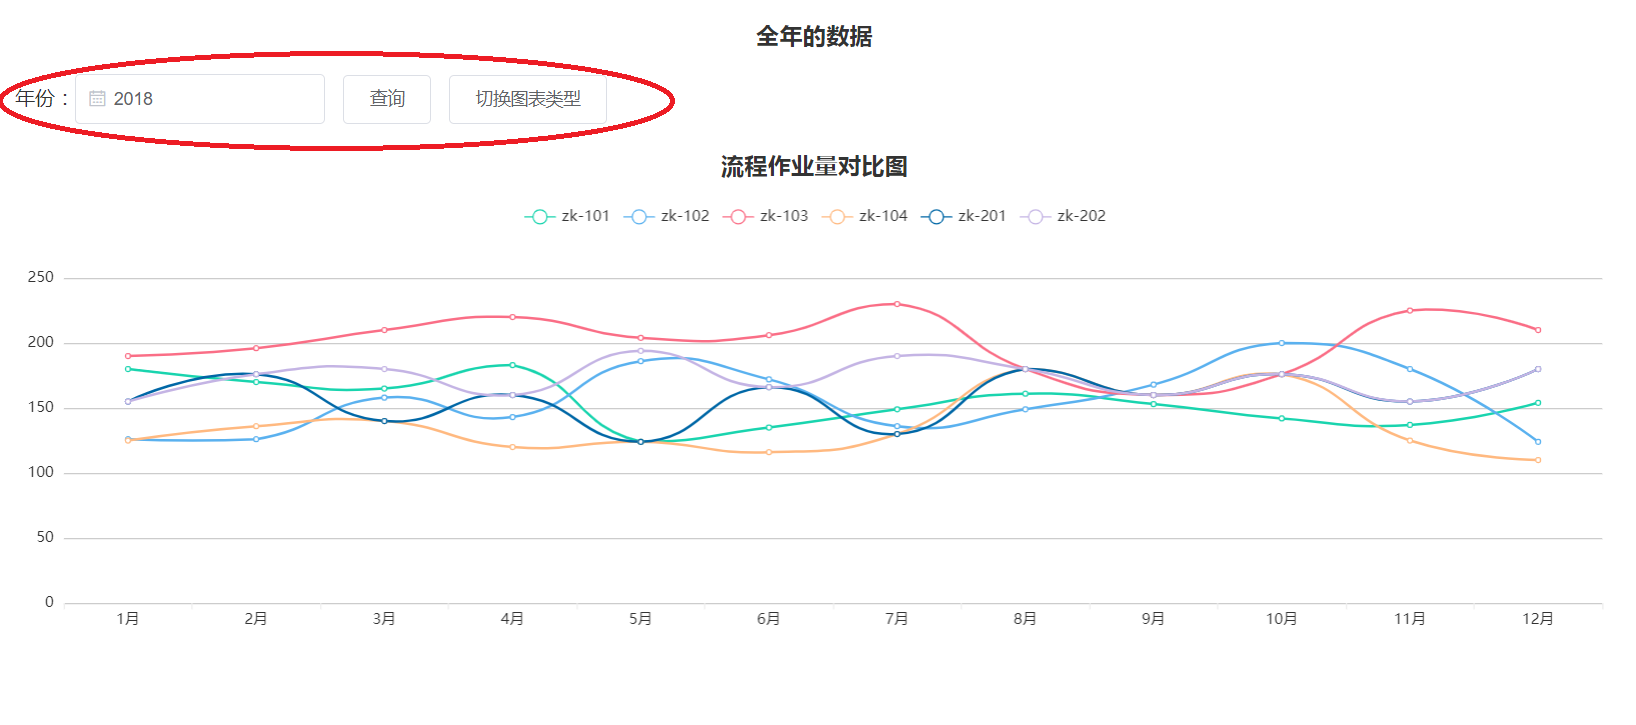 全年的数据
年份： 2018 查询 切换图表类型
流程作业量对比图
zk-101 zk-102 zk-103 zk-104 zk-201 zk-202
250
200
150
100
50
0
1月 2月 3月 4月 5月 6月 7月 8月 9月 10月 11月 12月